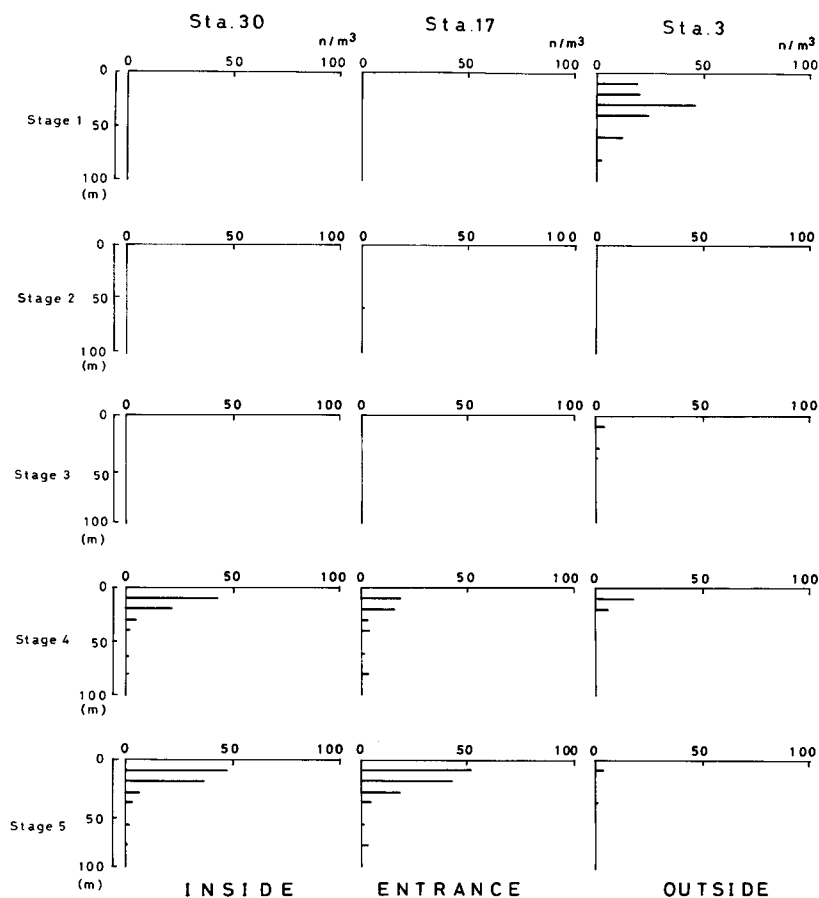 Sta.30 Sta.17 Sta.3
n/m³ n/m³ n/m³
0 50 100 0 50 100 0 50 100
0
Stage 1 50
100
(m)
0 50 100 0 50 100 0 50 100
0
Stage 2 50
100
(m)
0 50 100 0 50 100 0 50 100
0
Stage 3 50
100
(m)
0 50 100 0 50 100 0 50 100
0
Stage 4 50
100
(m)
0 50 100 0 50 100 0 50 100
0
Stage 5 50
100
(m)
INSIDE ENTRANCE OUTSIDE